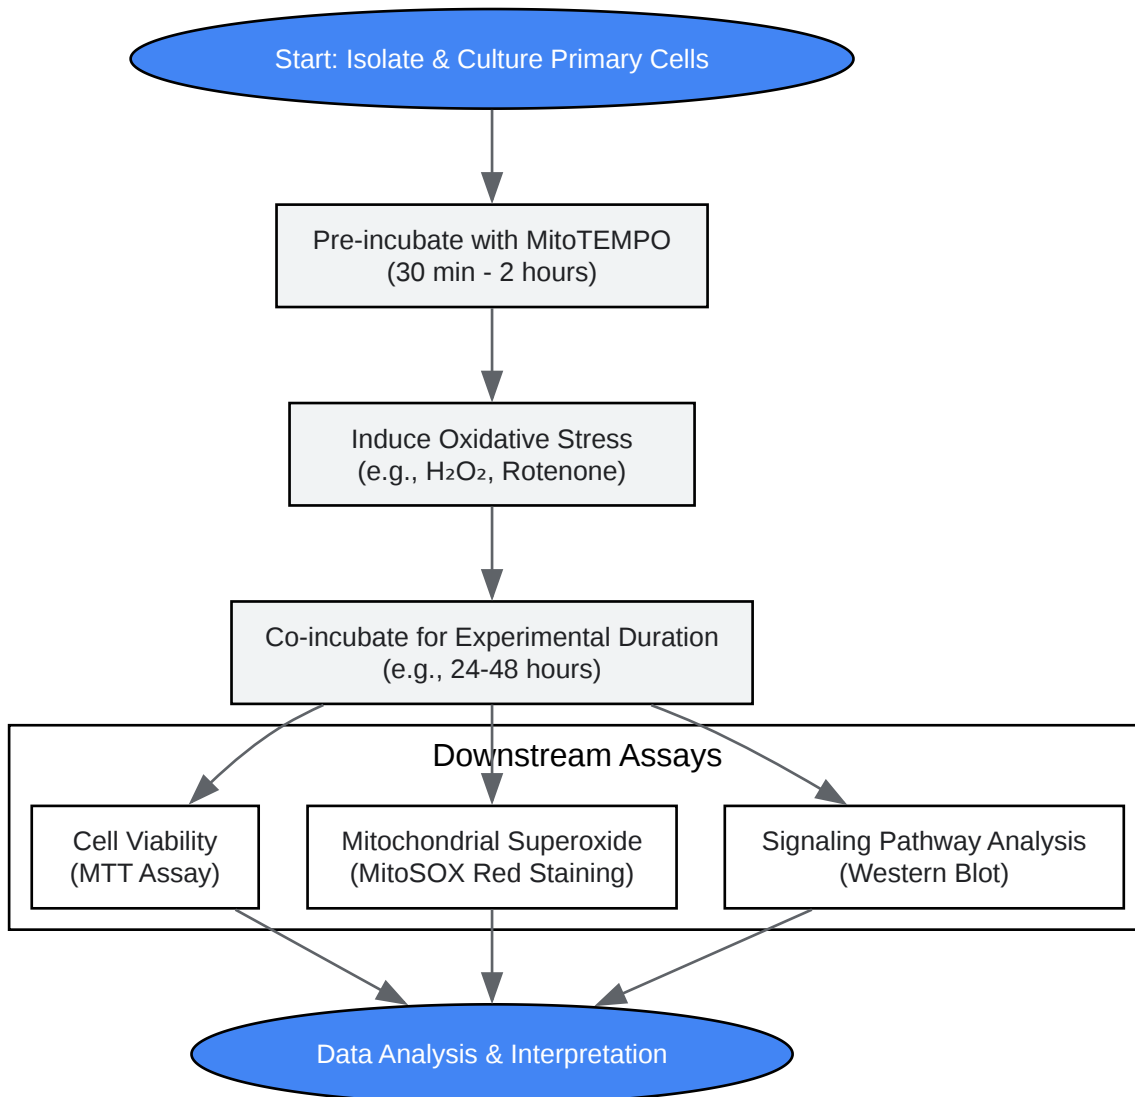 Start: Isolate & Culture Primary Cells
Pre-incubate with MitoTEMPO
(30 min - 2 hours)
Induce Oxidative Stress
(e.g., H₂O₂, Rotenone)
Co-incubate for Experimental Duration
(e.g., 24-48 hours)
Downstream Assays
Cell Viability
(MTT Assay)
Mitochondrial Superoxide
(MitoSOX Red Staining)
Signaling Pathway Analysis
(Western Blot)
Data Analysis & Interpretation